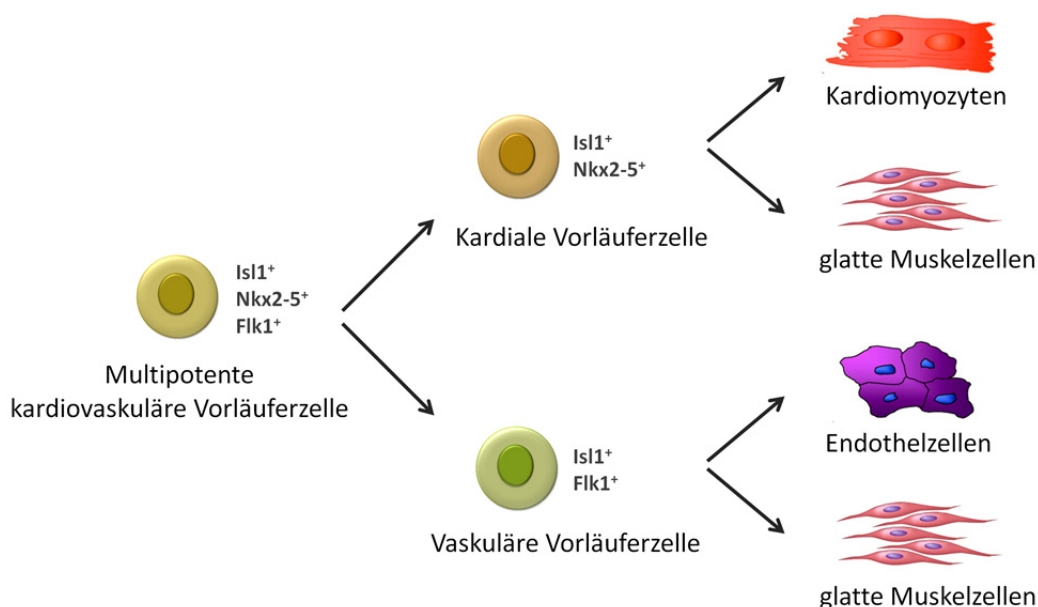 Kardiomyozyten
Isl1⁺
Nkx2-5⁺
Kardiale Vorläuferzelle
glatte Muskelzellen
Isl1⁺
Nkx2-5⁺
Flk1⁺
Multipotente
kardiovaskuläre Vorläuferzelle
Endothelzellen
Isl1⁺
Flk1⁺
Vaskuläre Vorläuferzelle
glatte Muskelzellen